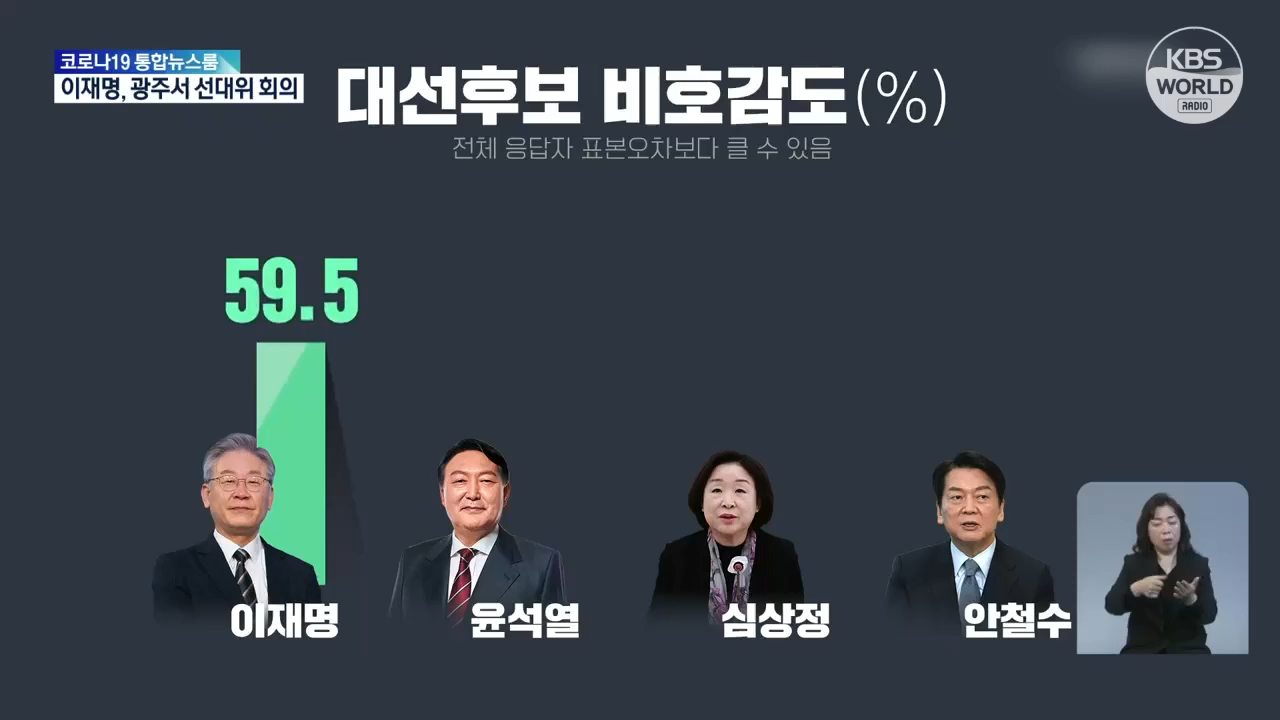 코로나19 통합뉴스룸
이재명, 광주서 선대위 회의
대선후보 비호감도(%)
전체 응답자 표본오차보다 클 수 있음
KBS
WORLD
RADIO
59.5
이재명
윤석열
심상정
안철수